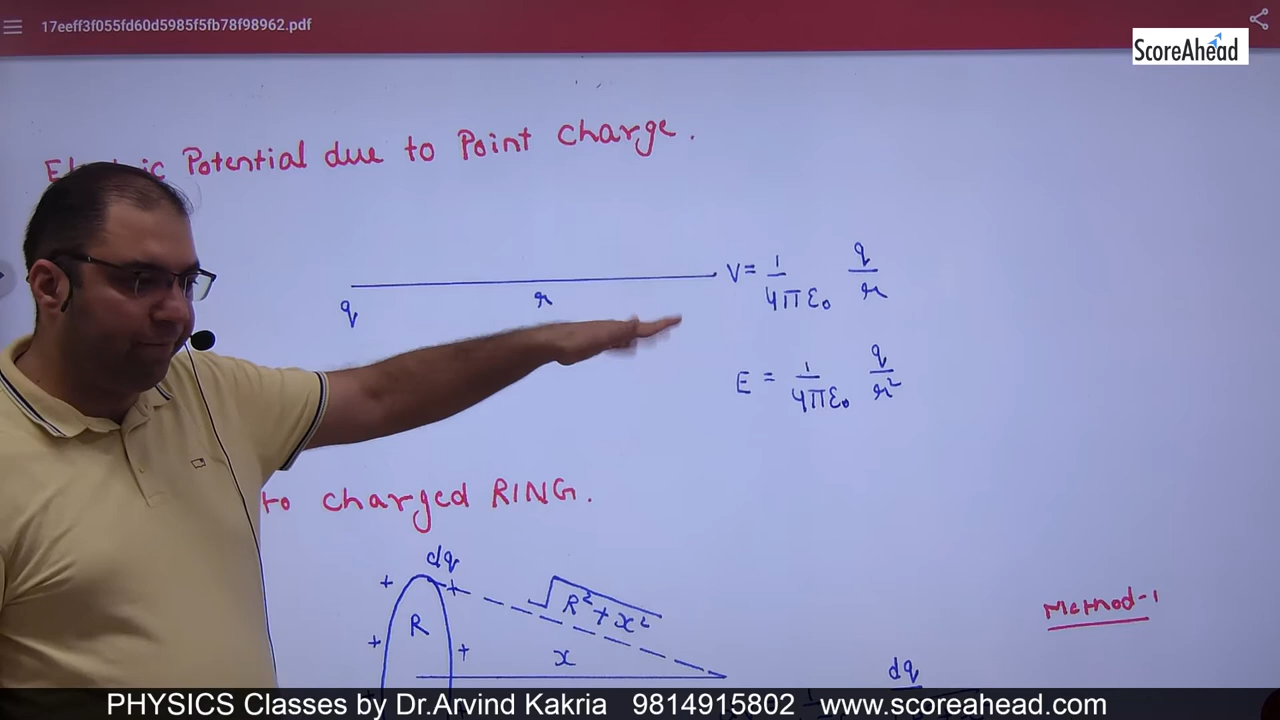 17eeff3f055fd60d5985f5fb78f98962.pdf
ScoreAhead
Potential due to Point Charge.
q
r
V = 1/4πε₀ q/r
E = 1/4πε₀ q/r²
to charged RING.
dq
+ +
√R²+x²
R
+ +
x
Method-1
dq
PHYSICS Classes by Dr.Arvind Kakria 9814915802 www.scoreahead.com